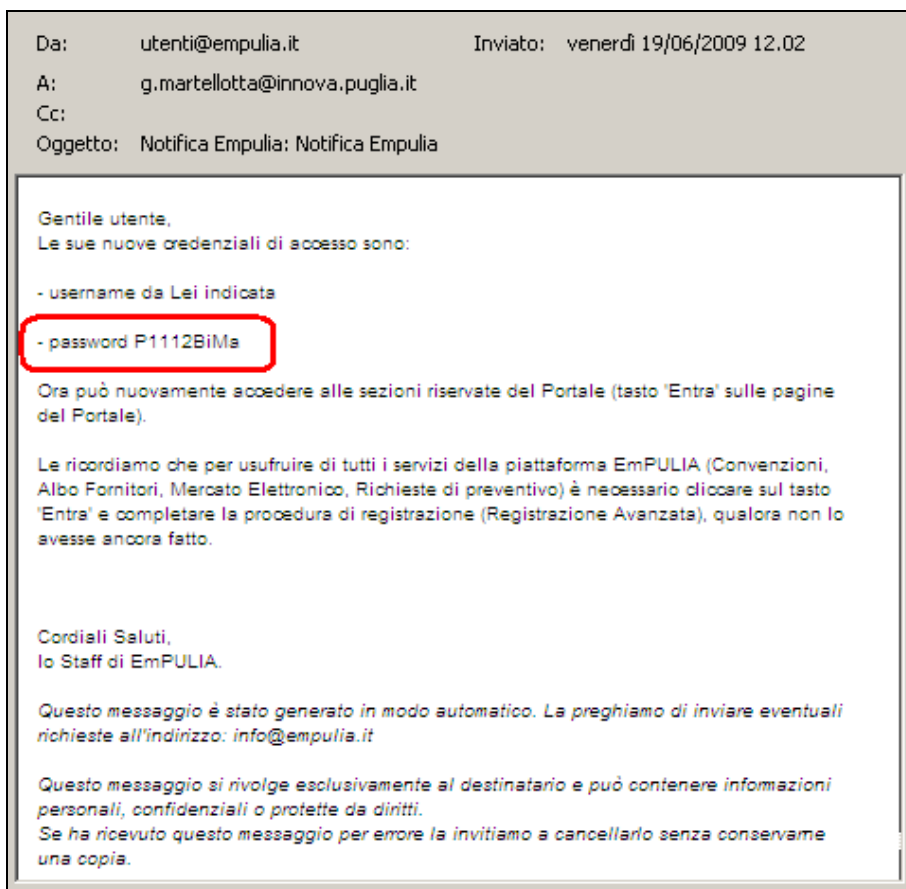 Da: utenti@empulia.it Inviato: venerdì 19/06/2009 12.02
A: g.martellotta@innova.puglia.it
Cc:
Oggetto: Notifica Empulia: Notifica Empulia
Gentile utente,
Le sue nuove credenziali di accesso sono:
- username da Lei indicata
- password P1112BiMa
Ora può nuovamente accedere alle sezioni riservate del Portale (tasto 'Entra' sulle pagine
del Portale).
Le ricordiamo che per usufruire di tutti i servizi della piattaforma EmPULIA (Convenzioni,
Albo Fornitori, Mercato Elettronico, Richieste di preventivo) è necessario cliccare sul tasto
'Entra' e completare la procedura di registrazione (Registrazione Avanzata), qualora non lo
avesse ancora fatto.
Cordiali Saluti,
lo Staff di EmPULIA.
Questo messaggio è stato generato in modo automatico. La preghiamo di inviare eventuali
richieste all'indirizzo: info@empulia.it
Questo messaggio si rivolge esclusivamente al destinatario e può contenere informazioni
personali, confidenziali o protette da diritti.
Se ha ricevuto questo messaggio per errore la invitiamo a cancellarlo senza conservarne
una copia.